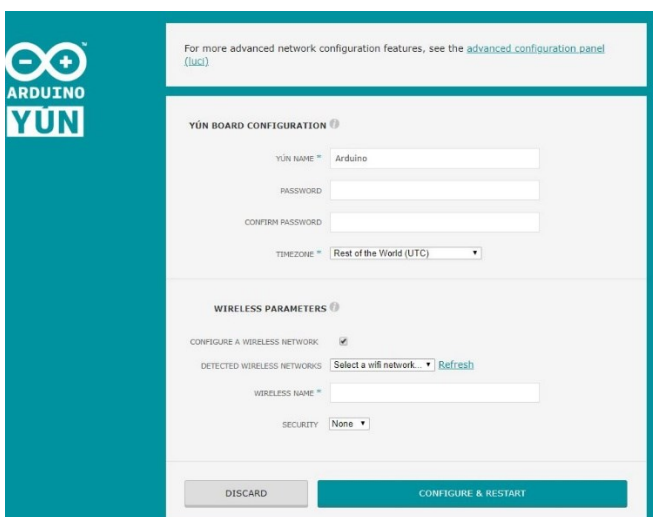 ARDUINO
YÚN
For more advanced network configuration features, see the advanced configuration panel
(luci)
YÚN BOARD CONFIGURATION
YÚN NAME * Arduino
PASSWORD
CONFIRM PASSWORD
TIMEZONE * Rest of the World (UTC)
WIRELESS PARAMETERS
CONFIGURE A WIRELESS NETWORK
DETECTED WIRELESS NETWORKS Select a wifi network... Refresh
WIRELESS NAME *
SECURITY None
DISCARD CONFIGURE & RESTART